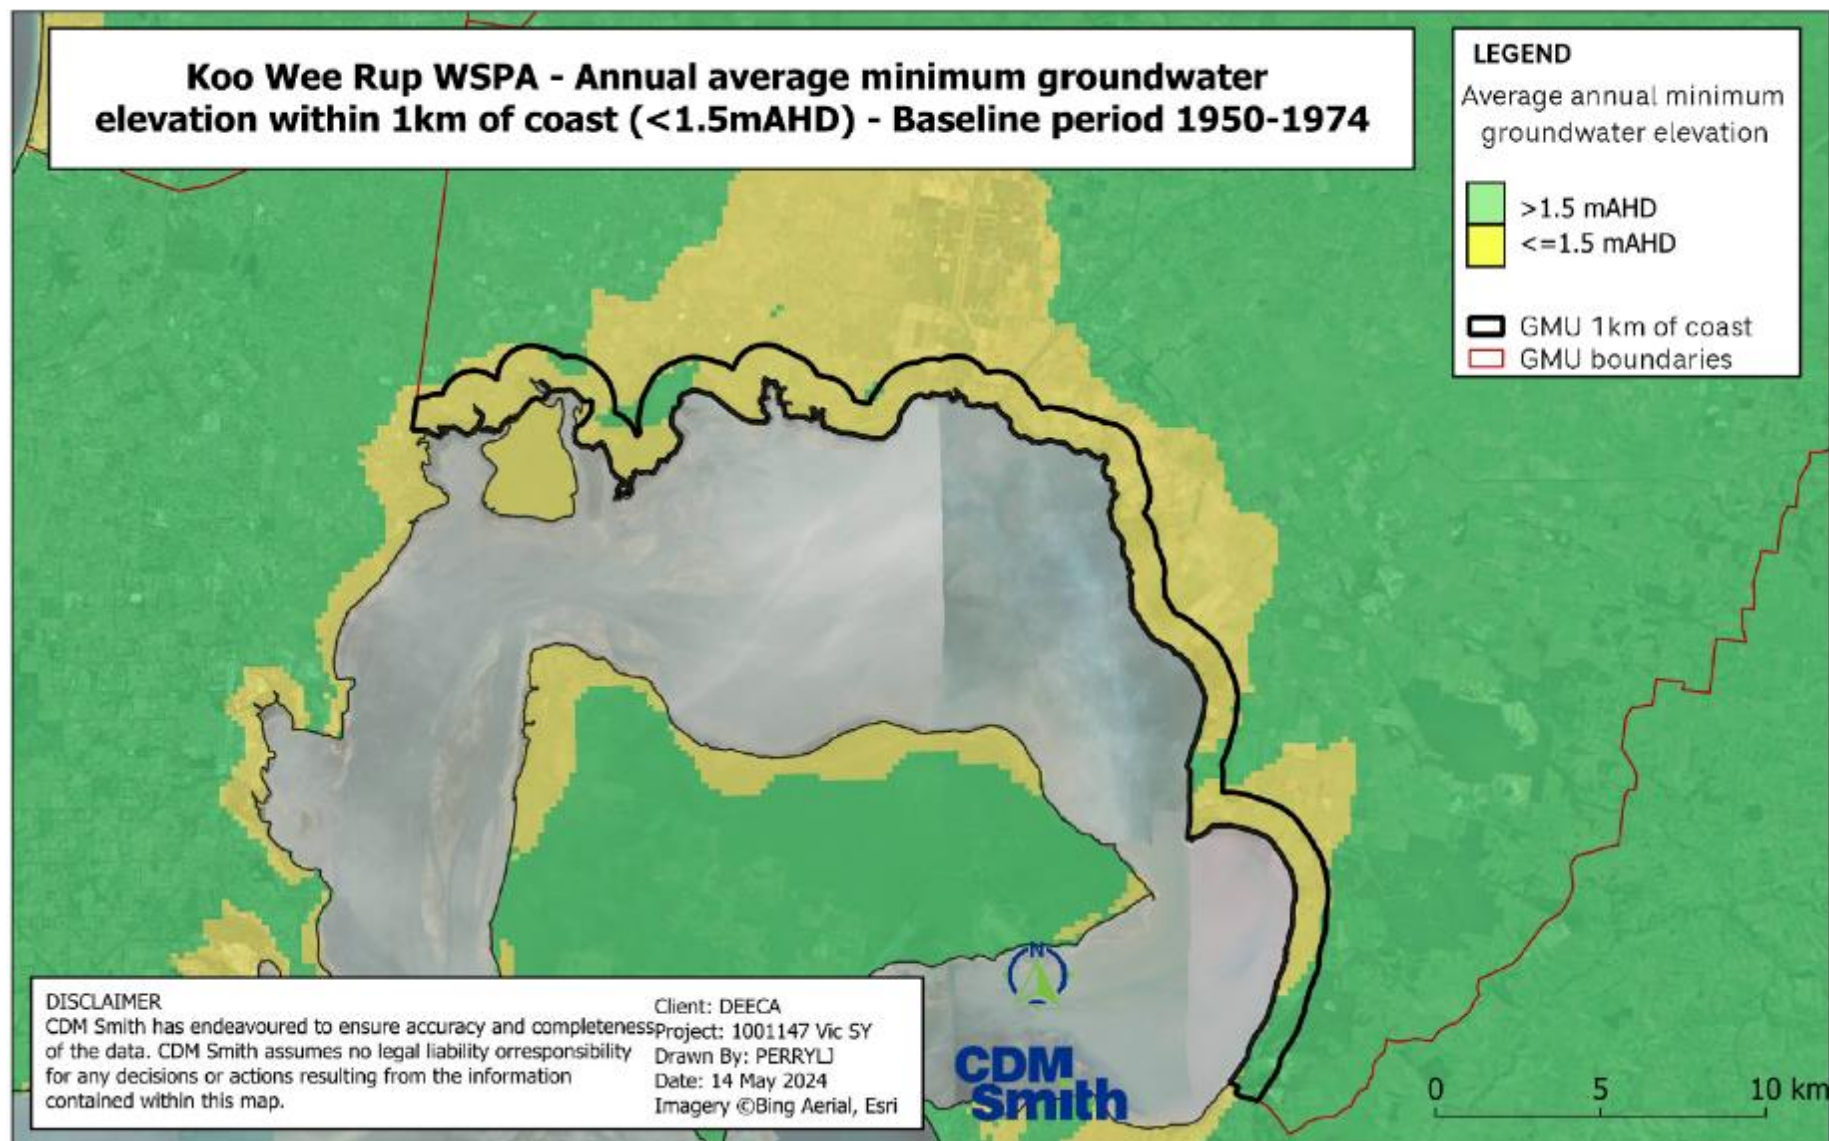 Koo Wee Rup WSPA - Annual average minimum groundwater
elevation within 1km of coast (<1.5mAHD) - Baseline period 1950-1974
LEGEND
Average annual minimum
groundwater elevation
>1.5 mAHD
<=1.5 mAHD
GMU 1km of coast
GMU boundaries
DISCLAIMER
CDM Smith has endeavoured to ensure accuracy and completeness
of the data. CDM Smith assumes no legal liability orresponsibility
for any decisions or actions resulting from the information
contained within this map.
Client: DEECA
Project: 1001147 Vic SY
Drawn By: PERRYLJ
Date: 14 May 2024
Imagery ©Bing Aerial, Esri
N
CDM
Smith
0 5 10 km